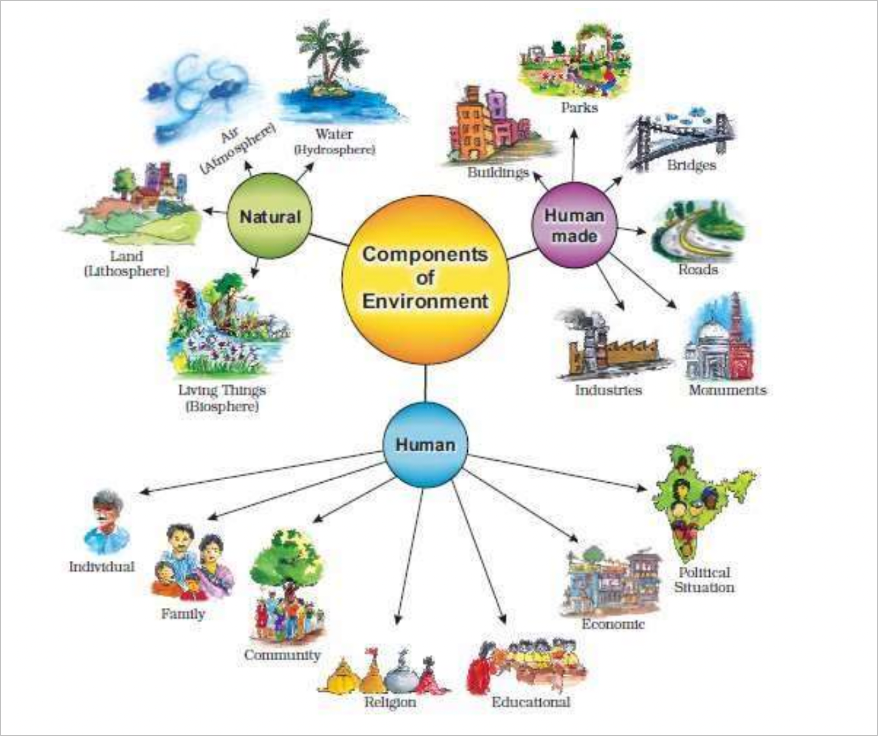 Components
of
Environment
Natural
Air
(Atmosphere)
Water
(Hydrosphere)
Land
(Lithosphere)
Living Things
(Biosphere)
Human
made
Buildings
Parks
Bridges
Roads
Industries
Monuments
Human
Individual
Family
Community
Religion
Educational
Economic
Political
Situation